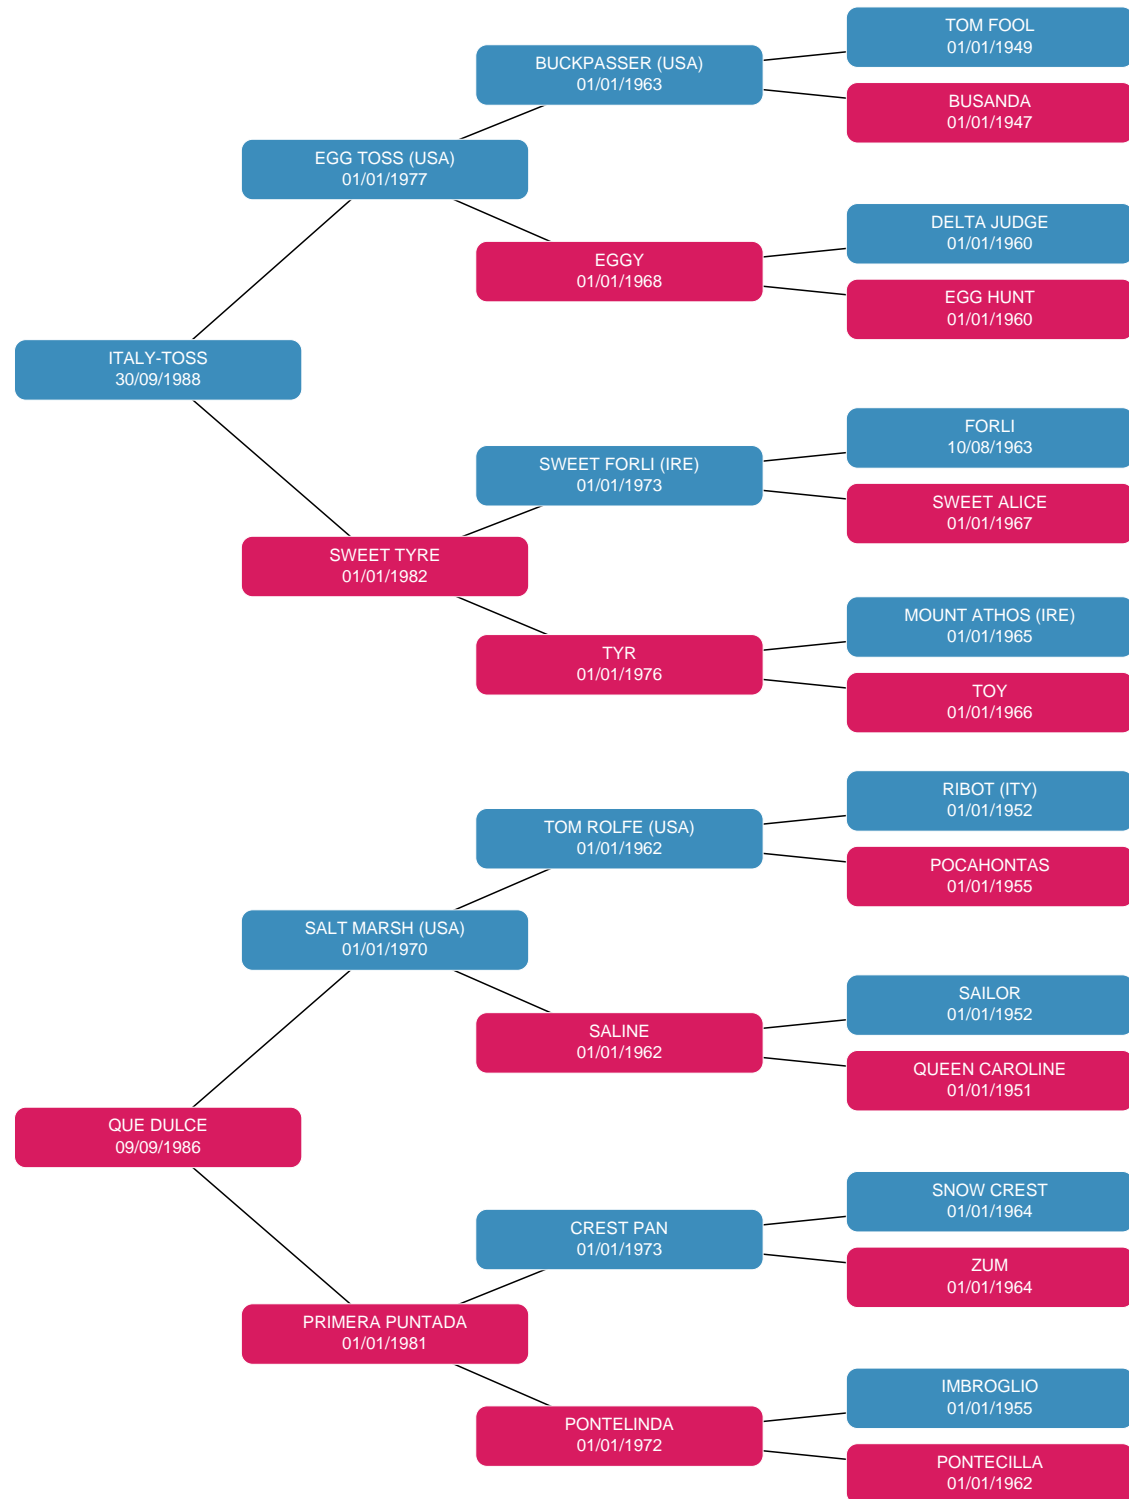 TOM FOOL
01/01/1949
BUCKPASSER (USA)
01/01/1963
BUSANDA
01/01/1947
EGG TOSS (USA)
01/01/1977
DELTA JUDGE
01/01/1960
EGGY
01/01/1968
EGG HUNT
01/01/1960
ITALY-TOSS
30/09/1988
FORLI
10/08/1963
SWEET FORLI (IRE)
01/01/1973
SWEET ALICE
01/01/1967
SWEET TYRE
01/01/1982
MOUNT ATHOS (IRE)
01/01/1965
TYR
01/01/1976
TOY
01/01/1966
RIBOT (ITY)
01/01/1952
TOM ROLFE (USA)
01/01/1962
POCAHONTAS
01/01/1955
SALT MARSH (USA)
01/01/1970
SAILOR
01/01/1952
SALINE
01/01/1962
QUEEN CAROLINE
01/01/1951
QUE DULCE
09/09/1986
SNOW CREST
01/01/1964
CREST PAN
01/01/1973
ZUM
01/01/1964
PRIMERA PUNTADA
01/01/1981
IMBROGLIO
01/01/1955
PONTELINDA
01/01/1972
PONTECILLA
01/01/1962